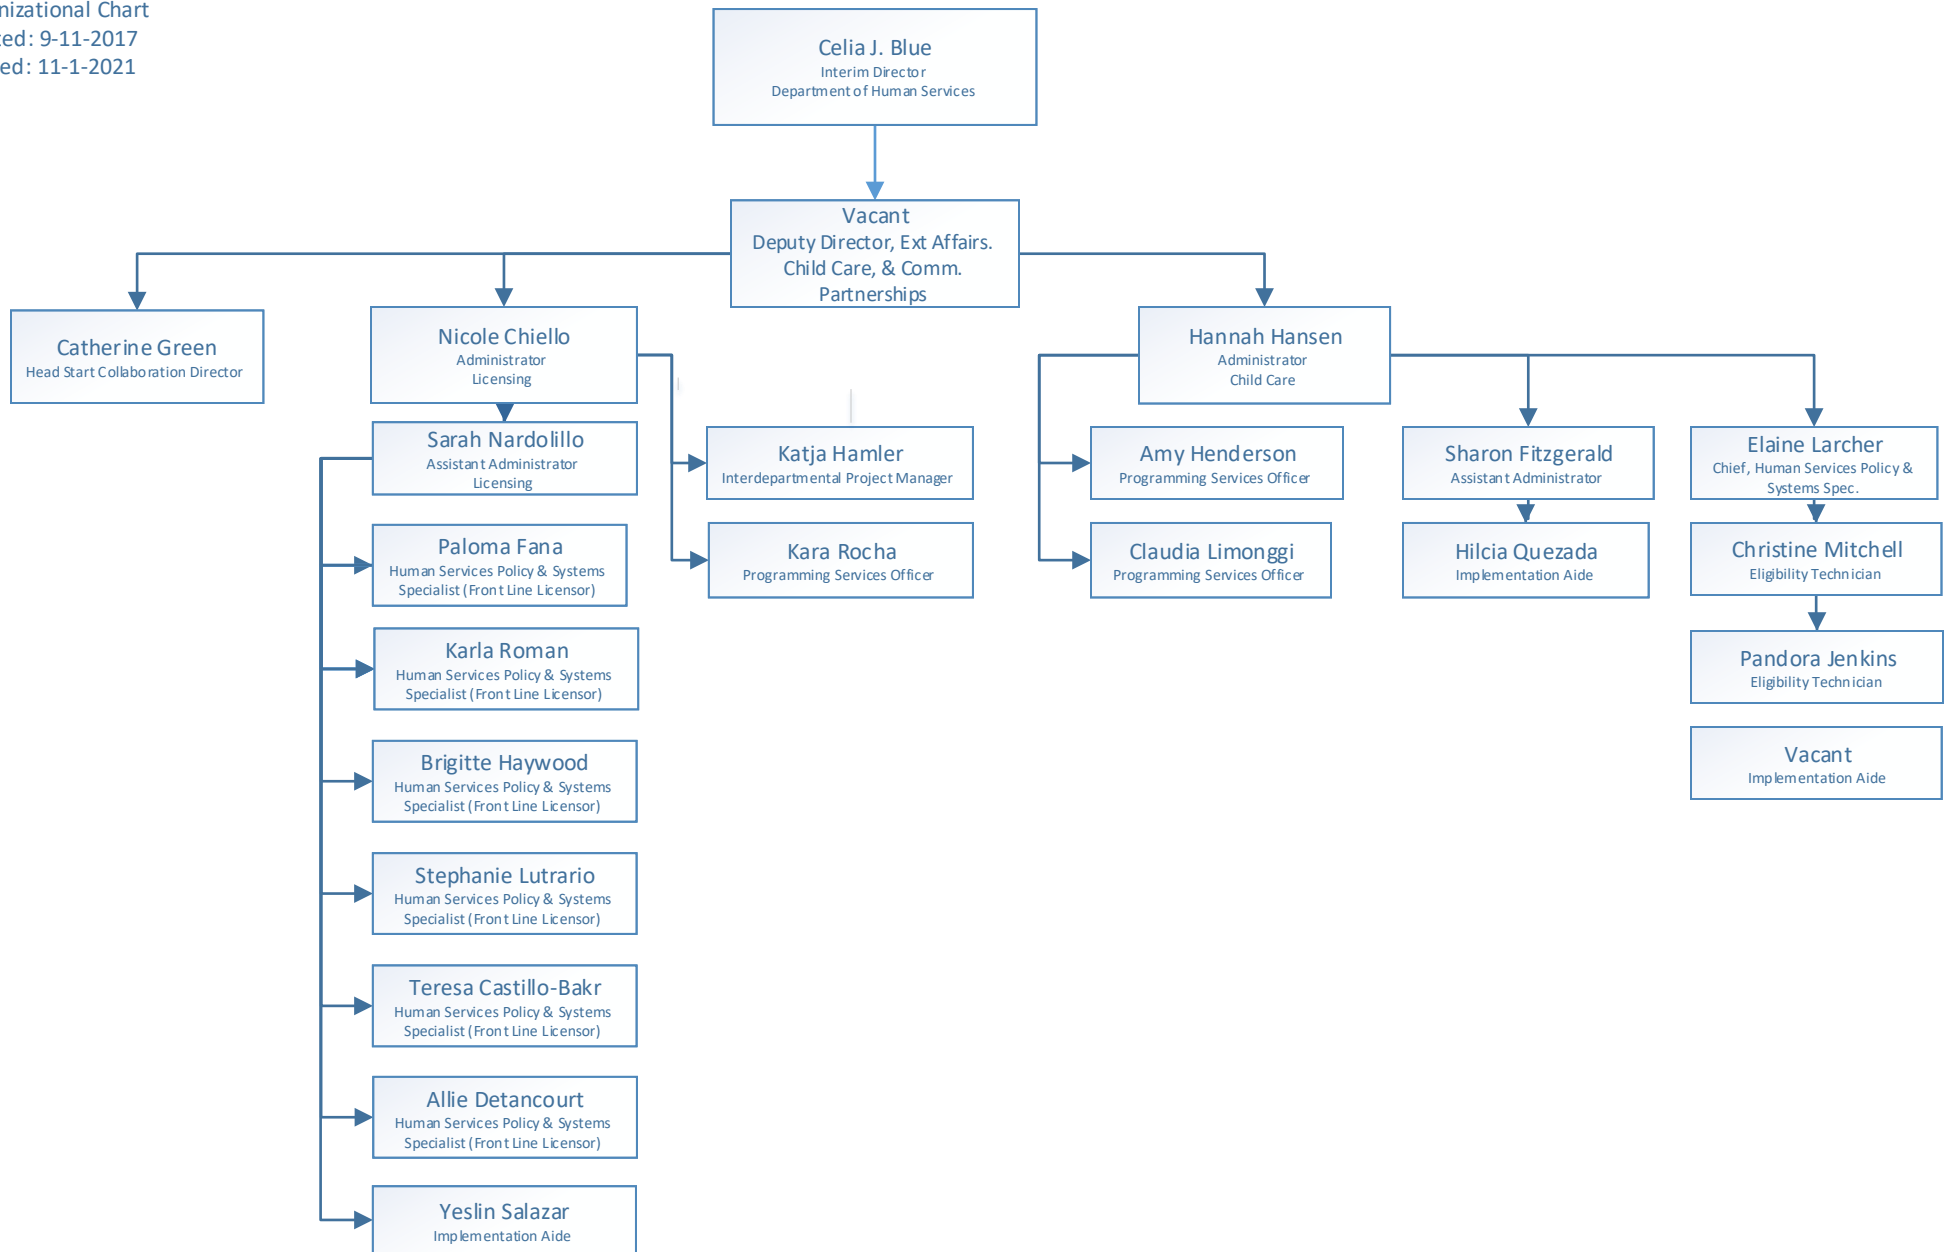 nizational Chart
ed: 9-11-2017
ed: 11-1-2021
Celia J. Blue
Interim Director
Department of Human Services
Vacant
Deputy Director, Ext Affairs.
Child Care, & Comm.
Partnerships
Catherine Green
Head Start Collaboration Director
Nicole Chiello
Administrator
Licensing
Hannah Hansen
Administrator
Child Care
Sarah Nardolillo
Assistant Administrator
Licensing
Katja Hamler
Interdepartmental Project Manager
Amy Henderson
Programming Services Officer
Sharon Fitzgerald
Assistant Administrator
Elaine Larcher
Chief, Human Services Policy &
Systems Spec.
Paloma Fana
Human Services Policy & Systems
Specialist (Front Line Licensor)
Kara Rocha
Programming Services Officer
Claudia Limonggi
Programming Services Officer
Hilcia Quezada
Implementation Aide
Christine Mitchell
Eligibility Technician
Karla Roman
Human Services Policy & Systems
Specialist (Front Line Licensor)
Pandora Jenkins
Eligibility Technician
Brigitte Haywood
Human Services Policy & Systems
Specialist (Front Line Licensor)
Vacant
Implementation Aide
Stephanie Lutrario
Human Services Policy & Systems
Specialist (Front Line Licensor)
Teresa Castillo-Bakr
Human Services Policy & Systems
Specialist (Front Line Licensor)
Allie Detancourt
Human Services Policy & Systems
Specialist (Front Line Licensor)
Yeslin Salazar
Implementation Aide